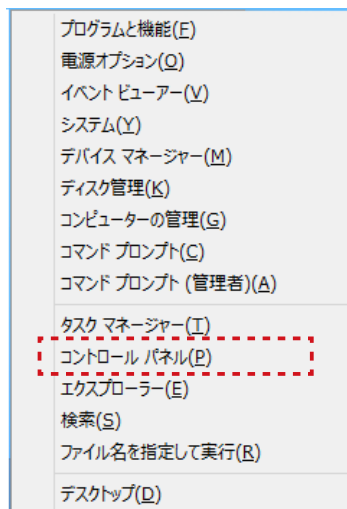 プログラムと機能(F)
電源オプション(O)
イベント ビューアー(V)
システム(Y)
デバイス マネージャー(M)
ディスク管理(K)
コンピューターの管理(G)
コマンド プロンプト(C)
コマンド プロンプト (管理者)(A)
タスク マネージャー(T)
コントロール パネル(P)
エクスプローラー(E)
検索(S)
ファイル名を指定して実行(R)
デスクトップ(D)